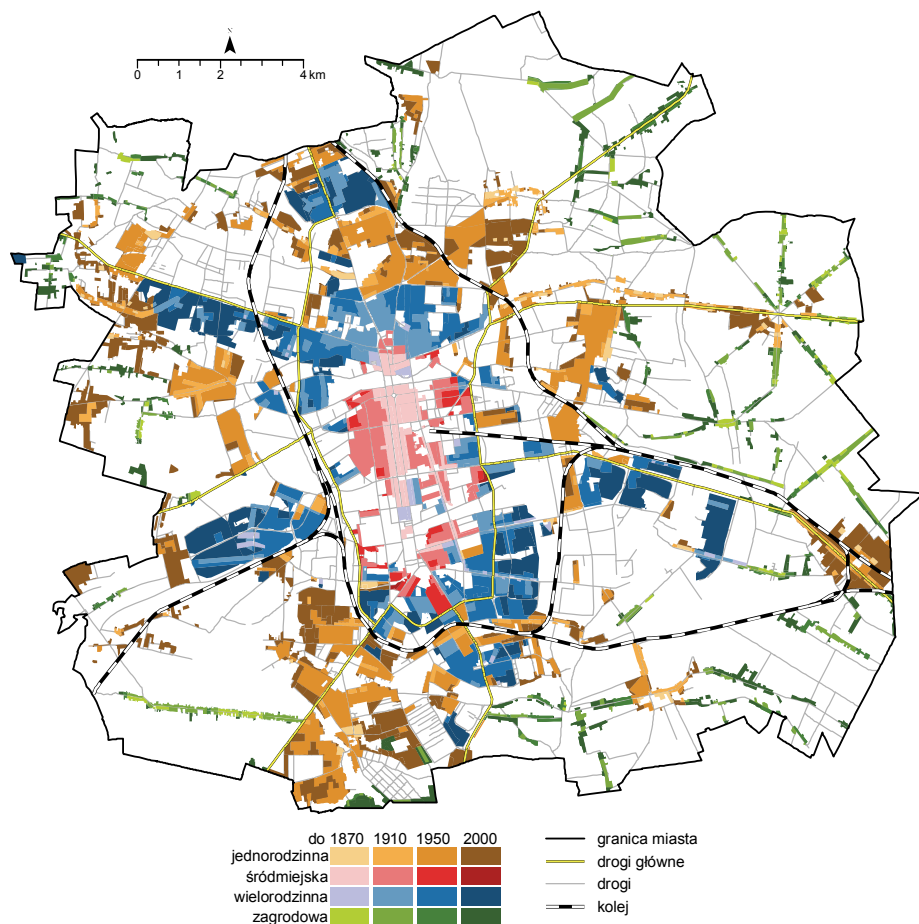 N
0 1 2 4 km
do 1870 1910 1950 2000
jednorodzinna
śródmiejska
wielorodzinna
zagrodowa
granica miasta
drogi główne
drogi
kolej